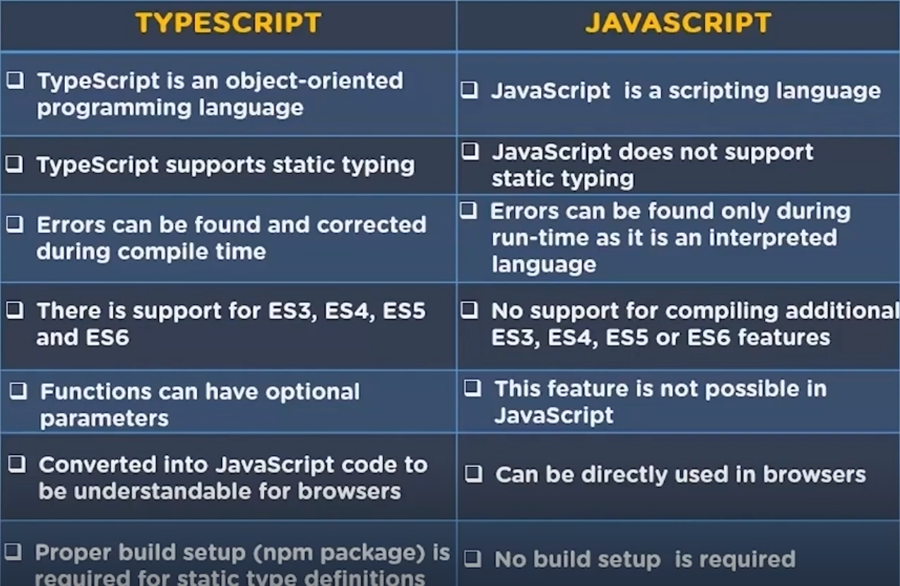 TYPESCRIPT
JAVASCRIPT
TypeScript is an object-oriented
programming language
JavaScript is a scripting language
TypeScript supports static typing
JavaScript does not support
static typing
Errors can be found and corrected
during compile time
Errors can be found only during
run-time as it is an interpreted
language
There is support for ES3, ES4, ES5
and ES6
No support for compiling additional
ES3, ES4, ES5 or ES6 features
Functions can have optional
parameters
This feature is not possible in
JavaScript
Converted into JavaScript code to
be understandable for browsers
Can be directly used in browsers
Proper build setup (npm package) is
required for static type definitions
No build setup is required